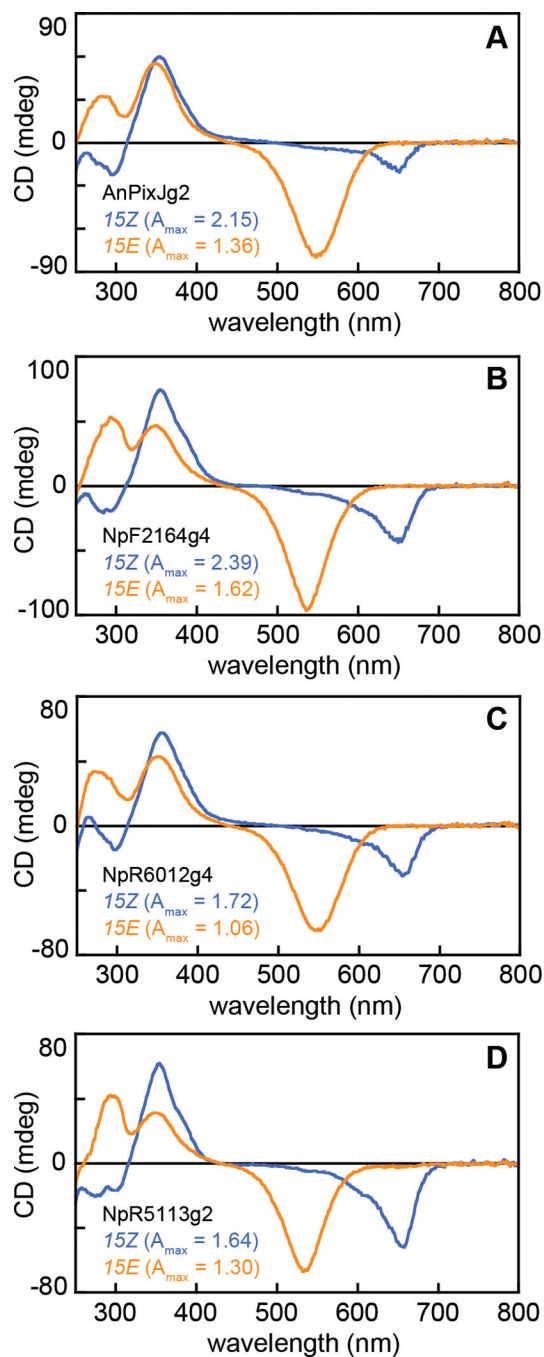 90
A
CD (mdeg)
0
AnPixJg2
15Z (Amax = 2.15)
15E (Amax = 1.36)
-90
300 400 500 600 700 800
wavelength (nm)
100
B
CD (mdeg)
0
NpF2164g4
15Z (Amax = 2.39)
15E (Amax = 1.62)
-100
300 400 500 600 700 800
wavelength (nm)
80
C
CD (mdeg)
0
NpR6012g4
15Z (Amax = 1.72)
15E (Amax = 1.06)
-80
300 400 500 600 700 800
wavelength (nm)
80
D
CD (mdeg)
0
NpR5113g2
15Z (Amax = 1.64)
15E (Amax = 1.30)
-80
300 400 500 600 700 800
wavelength (nm)